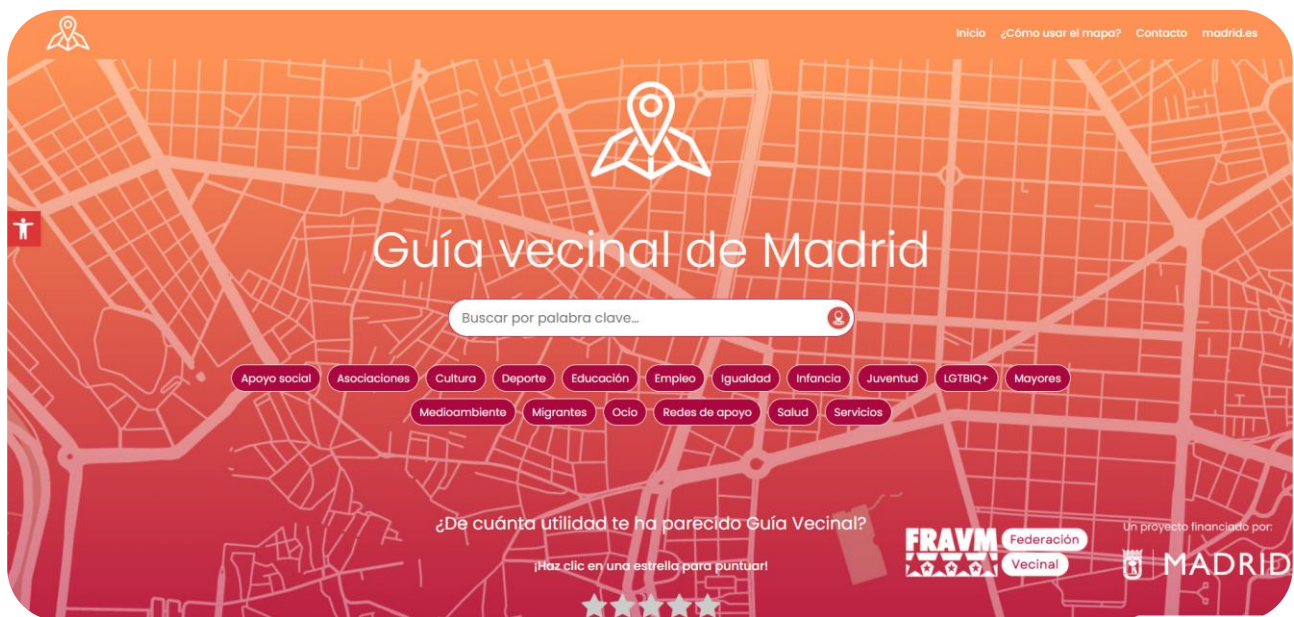 Inicio ¿Cómo usar el mapa? Contacto madrid.es
Guía vecinal de Madrid
Buscar por palabra clave...
Apoyo social Asociaciones Cultura Deporte Educación Empleo Igualdad Infancia Juventud LGTBIQ+ Mayores
Medioambiente Migrantes Ocio Redes de apoyo Salud Servicios
¿De cuánta utilidad te ha parecido Guía Vecinal?
¡Haz clic en una estrella para puntuar!
FRAVM Federación
Vecinal
Un proyecto financiado por:
MADRID